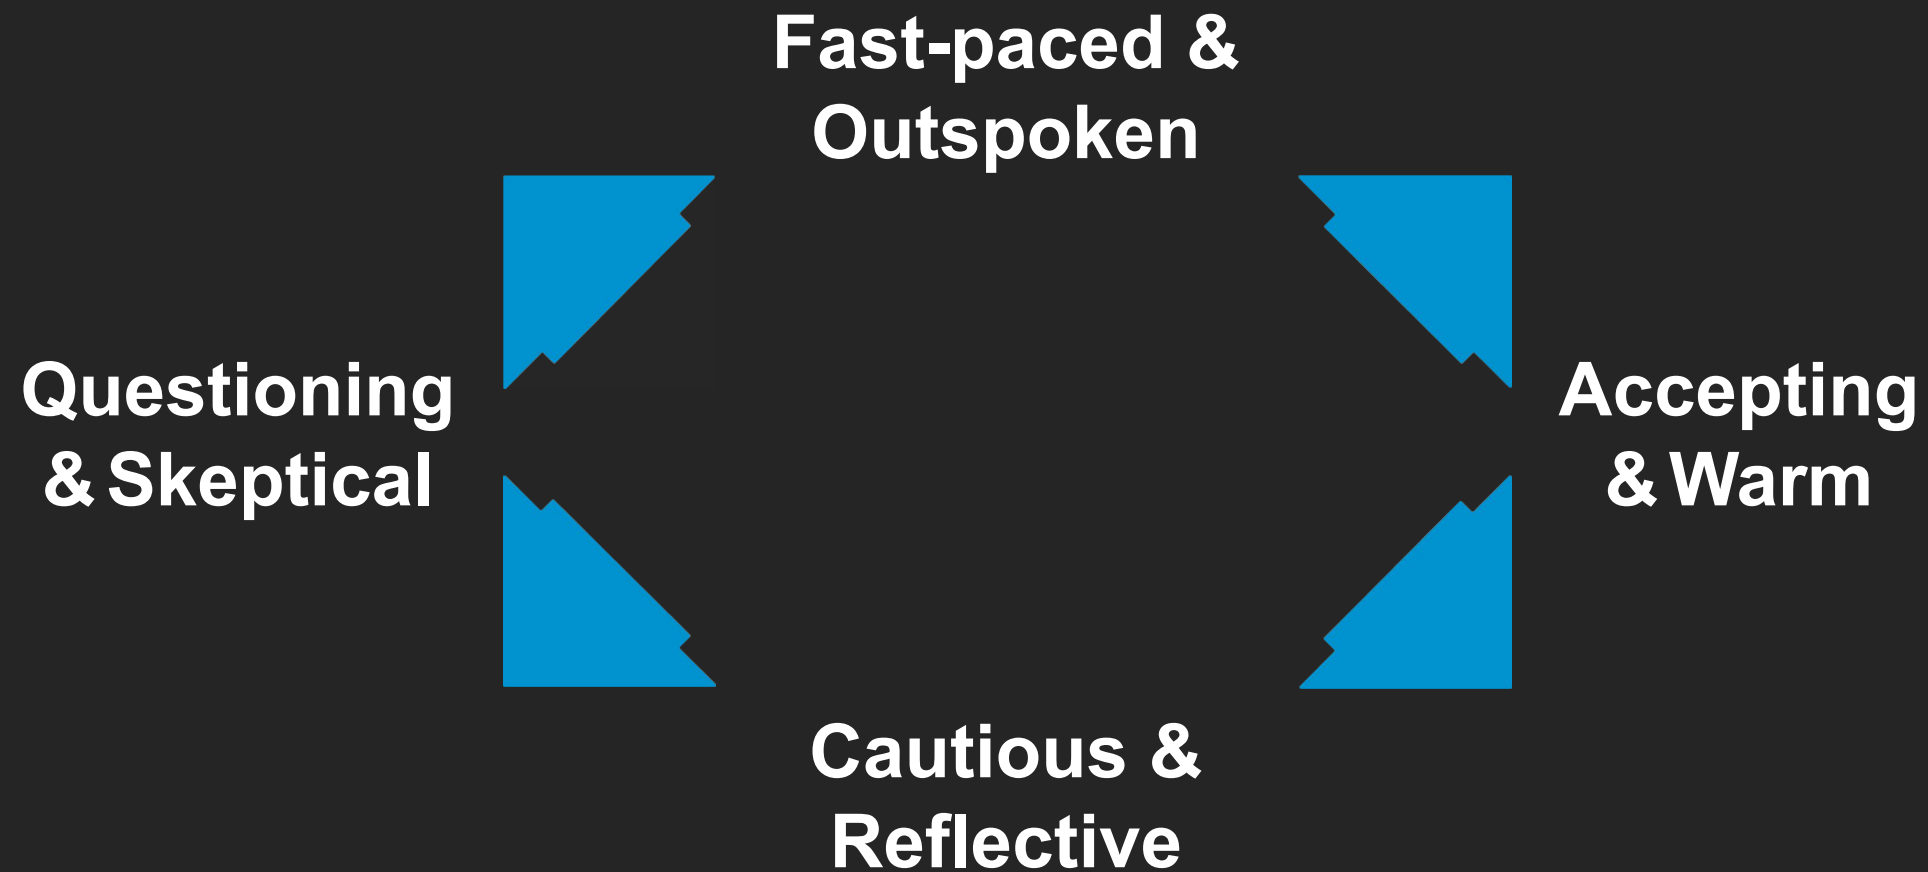 Fast-paced &
Outspoken
Questioning
& Skeptical
Accepting
& Warm
Cautious &
Reflective